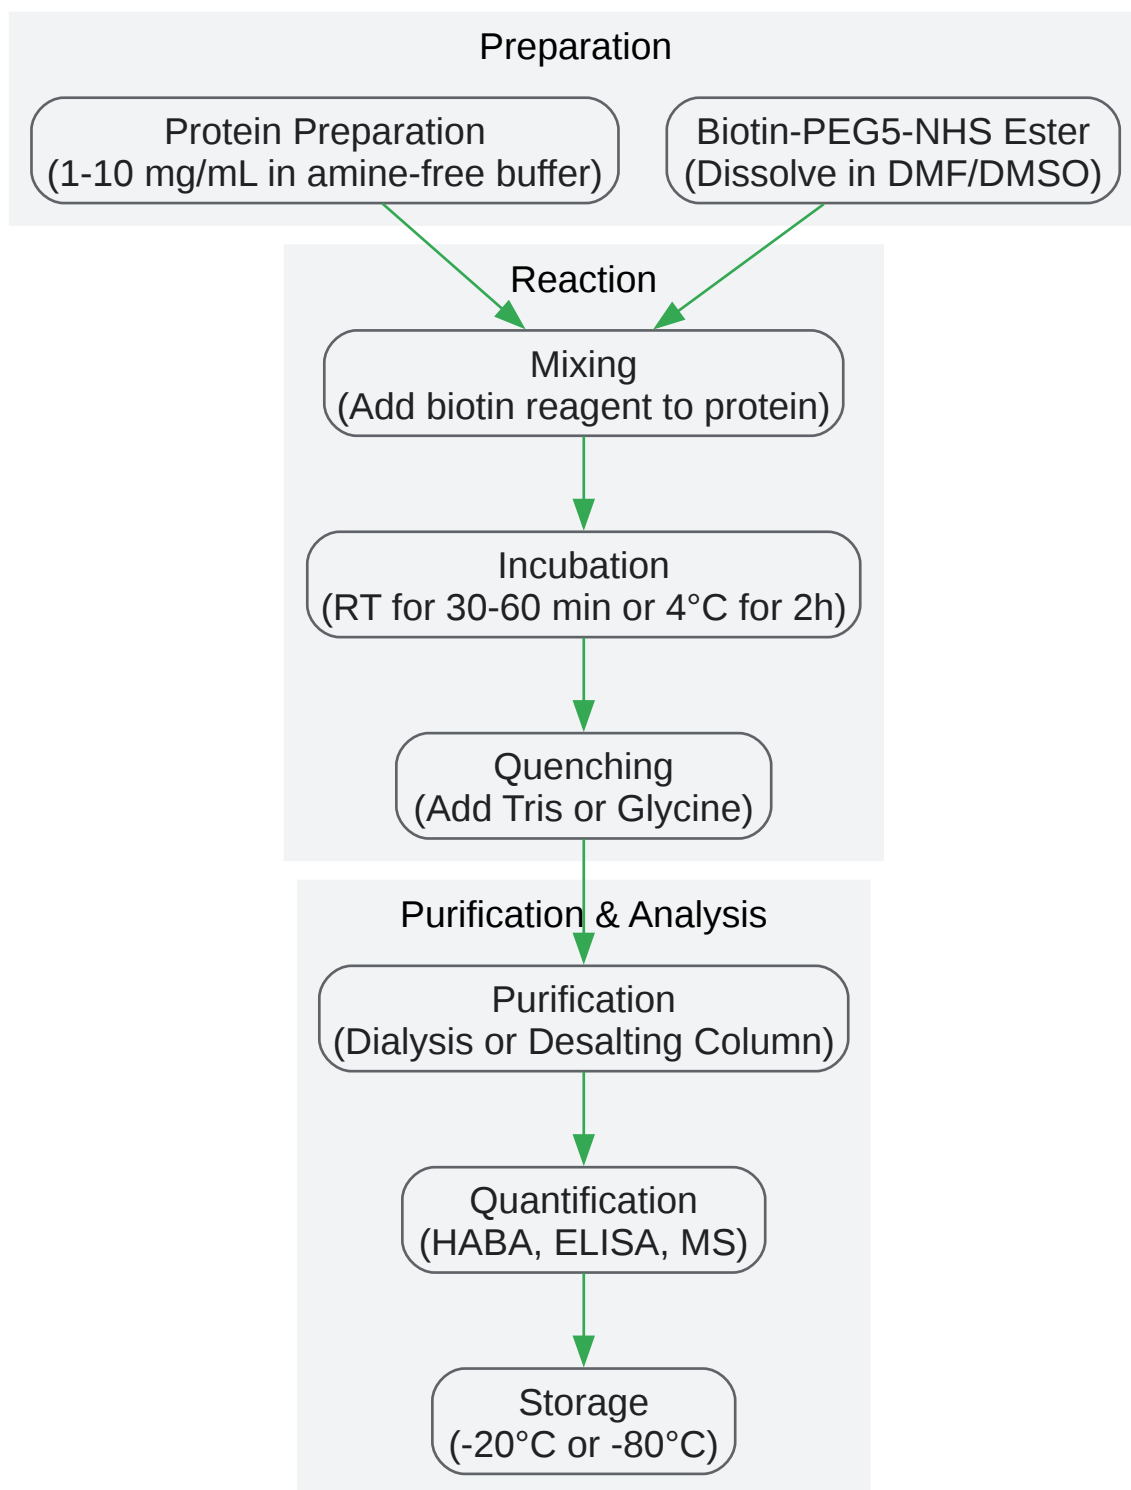 Preparation
Protein Preparation
(1-10 mg/mL in amine-free buffer)
Biotin-PEG5-NHS Ester
(Dissolve in DMF/DMSO)
Reaction
Mixing
(Add biotin reagent to protein)
Incubation
(RT for 30-60 min or 4°C for 2h)
Quenching
(Add Tris or Glycine)
Purification & Analysis
Purification
(Dialysis or Desalting Column)
Quantification
(HABA, ELISA, MS)
Storage
(-20°C or -80°C)